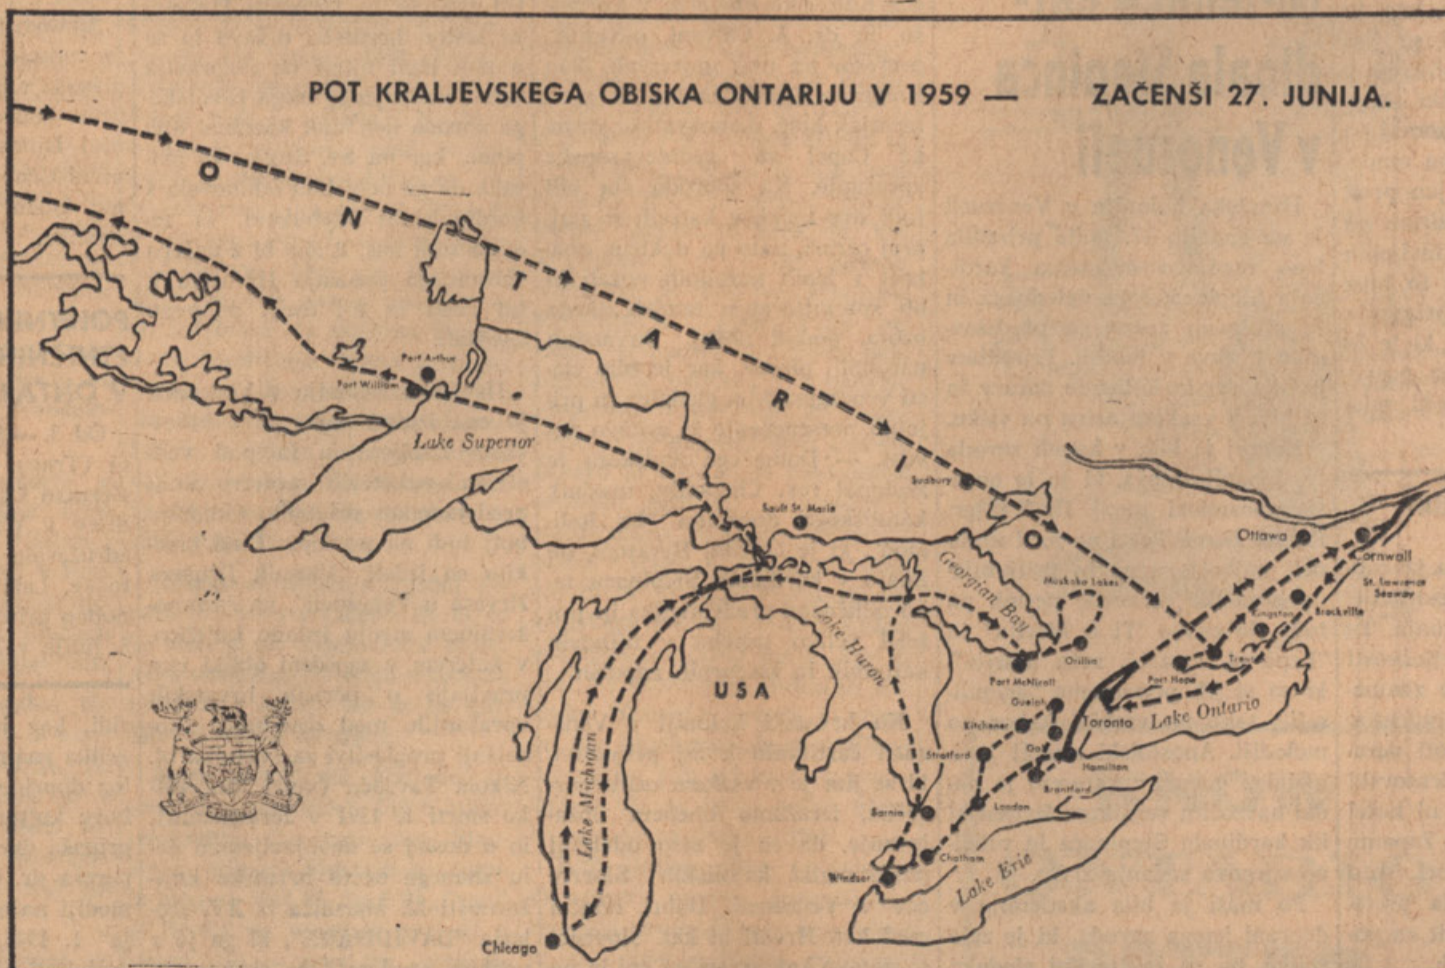 POT KRALJEVSKEGA OBISKA ONTARIJU V 1959 — ZAČENŠI 27. JUNIJA.
O N T A R I O
Port Arthur
Port William
Lake Superior
Sudbury
Sault St. Marie
Georgian Bay
Ottawa
Cornwall
St. Lawrence
Seaway
Muskoka Lakes
Brockville
Kingston
Lake Huron
Orillia
Port McNicoll
Port Hope
USA
Guelph
Toronto
Lake Ontario
Kitchener
Galt
Stratford
Hamilton
Brantford
Lake Michigan
London
Sarnia
Chatham
Windsor
Lake Erie
Chicago